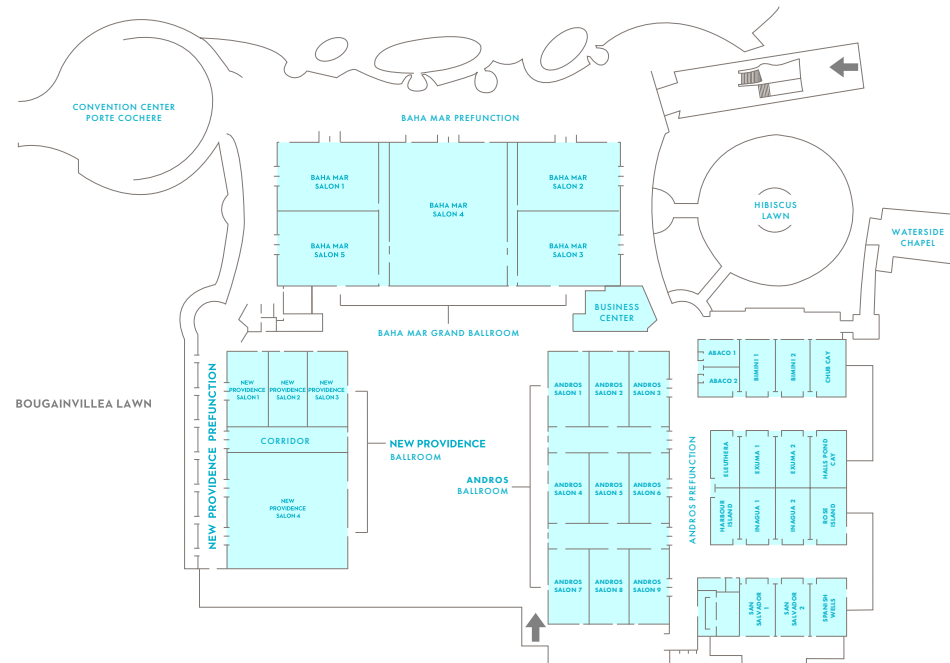 CONVENTION CENTER
PORTE COCHERE
BAHA MAR PREFUNCTION
BAHA MAR
SALON 1
BAHA MAR
SALON 4
BAHA MAR
SALON 2
BAHA MAR
SALON 5
BAHA MAR
SALON 3
HIBISCUS
LAWN
WATERSIDE
CHAPEL
BUSINESS
CENTER
BAHA MAR GRAND BALLROOM
BOUGAINVILLEA LAWN
NEW PROVIDENCE PREFUNCTION
NEW
PROVIDENCE
SALON 1
NEW
PROVIDENCE
SALON 2
NEW
PROVIDENCE
SALON 3
CORRIDOR
NEW
PROVIDENCE
SALON 4
NEW PROVIDENCE
BALLROOM
ANDROS
BALLROOM
ANDROS
SALON 1
ANDROS
SALON 2
ANDROS
SALON 3
ANDROS
SALON 4
ANDROS
SALON 5
ANDROS
SALON 6
ANDROS
SALON 7
ANDROS
SALON 8
ANDROS
SALON 9
ANDROS PREFUNCTION
ABACO 1
ABACO 2
BIMINI 1
BIMINI 2
CHUB CAY
ELEUTHERA
EXUMA 1
EXUMA 2
HALLS POND
CAY
HARBOUR
ISLAND
INAGUA 1
INAGUA 2
ROSE
ISLAND
SAN
SALVADOR
1
SAN
SALVADOR
2
SPANISH
WELLS